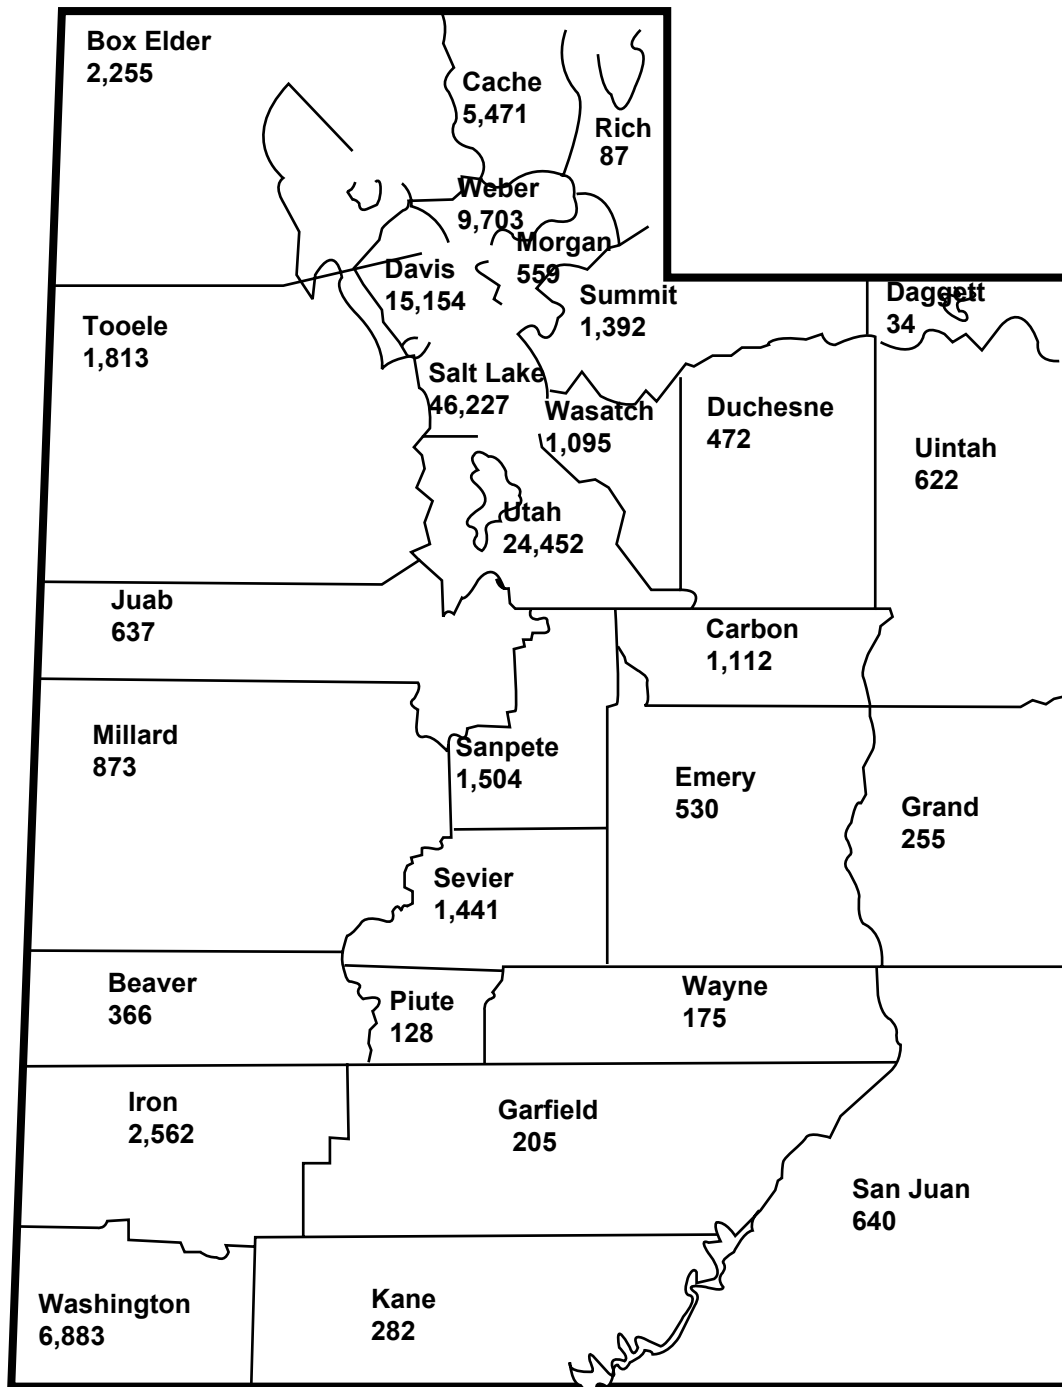 Box Elder
2,255
Cache
5,471
Rich
87
Weber
9,703
Morgan
559
Davis
15,154
Summit
1,392
Daggett
34
Tooele
1,813
Salt Lake
46,227
Wasatch
1,095
Duchesne
472
Uintah
622
Utah
24,452
Juab
637
Carbon
1,112
Millard
873
Sanpete
1,504
Emery
530
Grand
255
Sevier
1,441
Beaver
366
Piute
128
Wayne
175
Iron
2,562
Garfield
205
San Juan
640
Washington
6,883
Kane
282